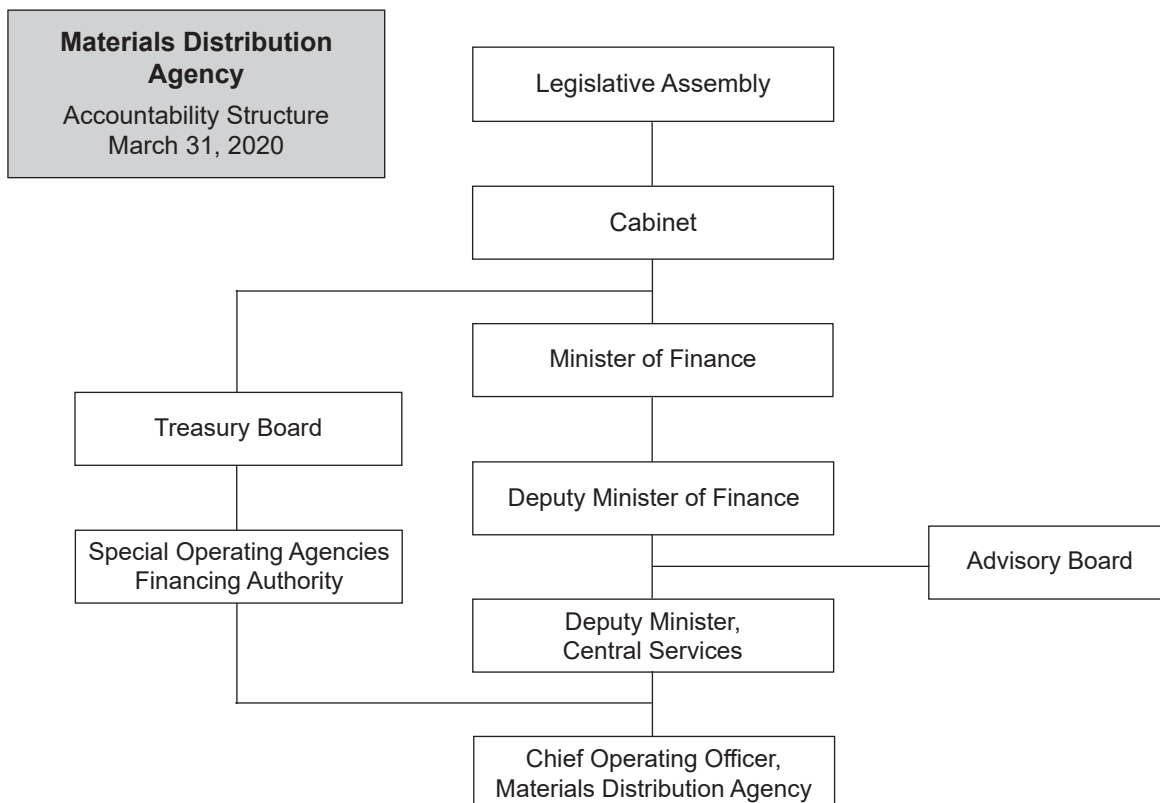 Materials Distribution
Agency
Accountability Structure
March 31, 2020
Legislative Assembly
Cabinet
Minister of Finance
Treasury Board
Deputy Minister of Finance
Special Operating Agencies
Financing Authority
Advisory Board
Deputy Minister,
Central Services
Chief Operating Officer,
Materials Distribution Agency